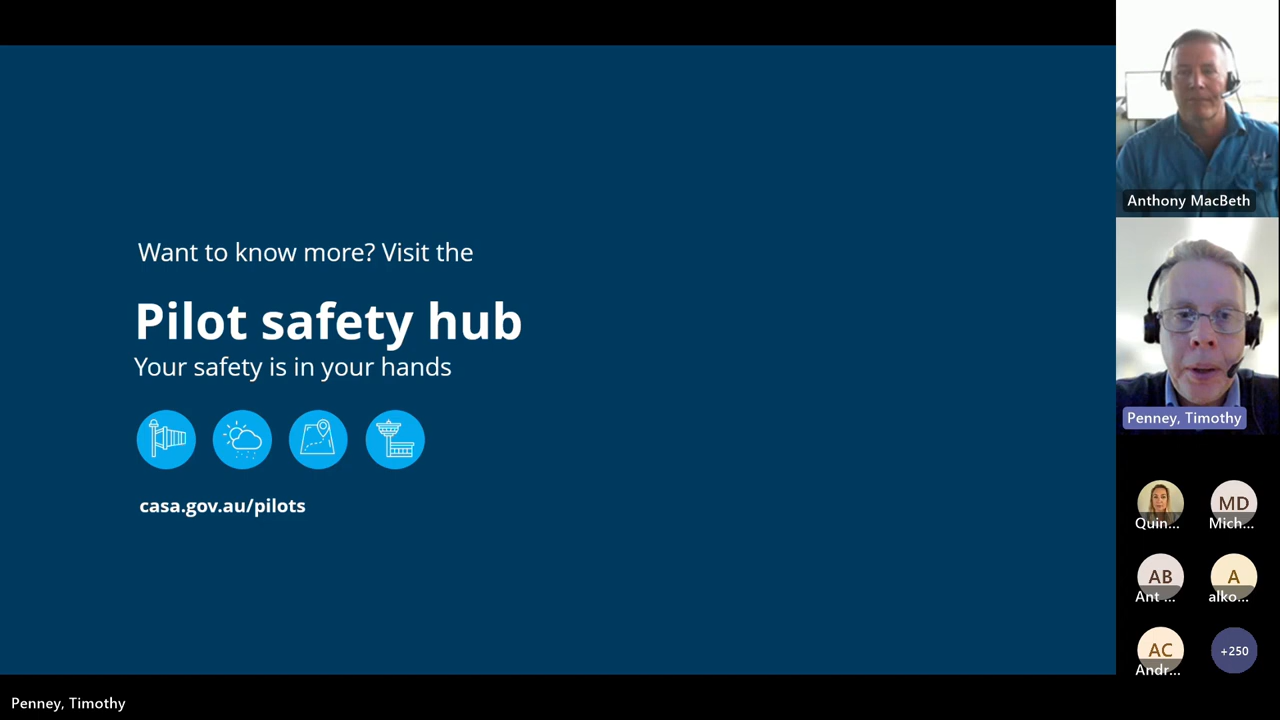 Want to know more? Visit the
Pilot safety hub
Your safety is in your hands
casa.gov.au/pilots
Anthony MacBeth
Penney, Timothy
Quin...
MD
Mich...
AB
Ant ...
A
alko...
AC
Andr...
+250
Penney, Timothy